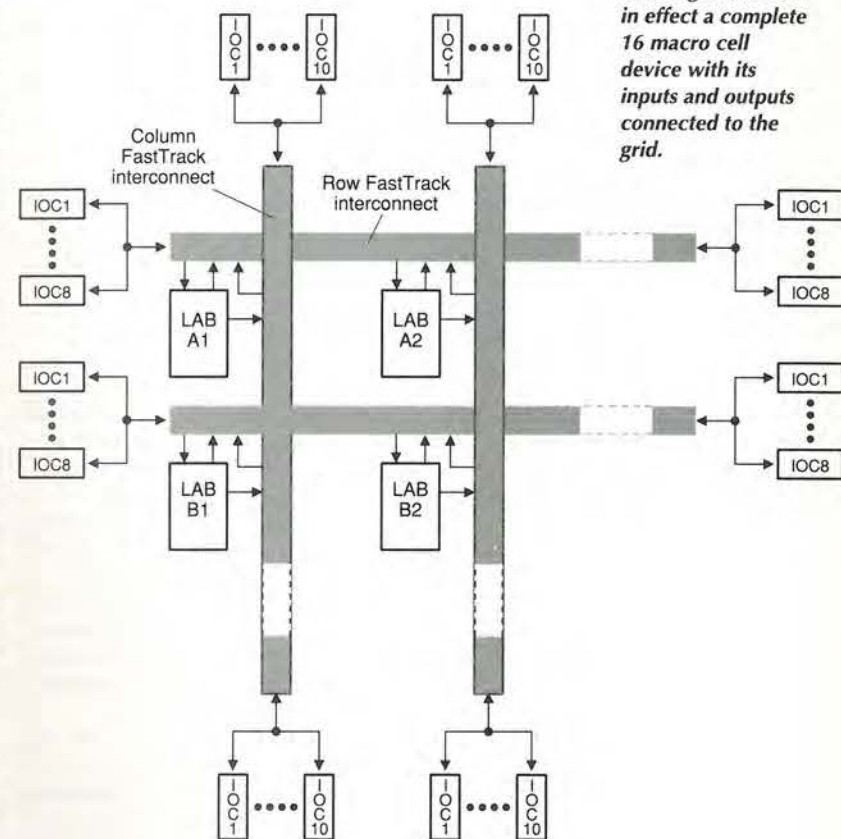 in effect a complete
16 macro cell
device with its
inputs and outputs
connected to the
grid.
IOC1
IOC10
IOC1
IOC10
Column
FastTrack
interconnect
Row FastTrack
interconnect
IOC1
IOC8
IOC1
IOC8
LAB
A1
LAB
A2
IOC1
IOC8
IOC1
IOC8
LAB
B1
LAB
B2
IOC1
IOC10
IOC1
IOC10